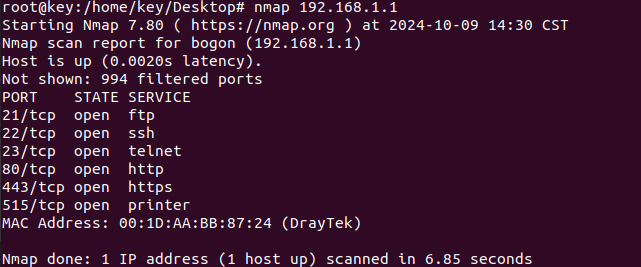 root@key:/home/key/Desktop# nmap 192.168.1.1
Starting Nmap 7.80 ( https://nmap.org ) at 2024-10-09 14:30 CST
Nmap scan report for bogon (192.168.1.1)
Host is up (0.0020s latency).
Not shown: 994 filtered ports
PORT    STATE SERVICE
21/tcp  open  ftp
22/tcp  open  ssh
23/tcp  open  telnet
80/tcp  open  http
443/tcp open  https
515/tcp open  printer
MAC Address: 00:1D:AA:BB:87:24 (DrayTek)

Nmap done: 1 IP address (1 host up) scanned in 6.85 seconds